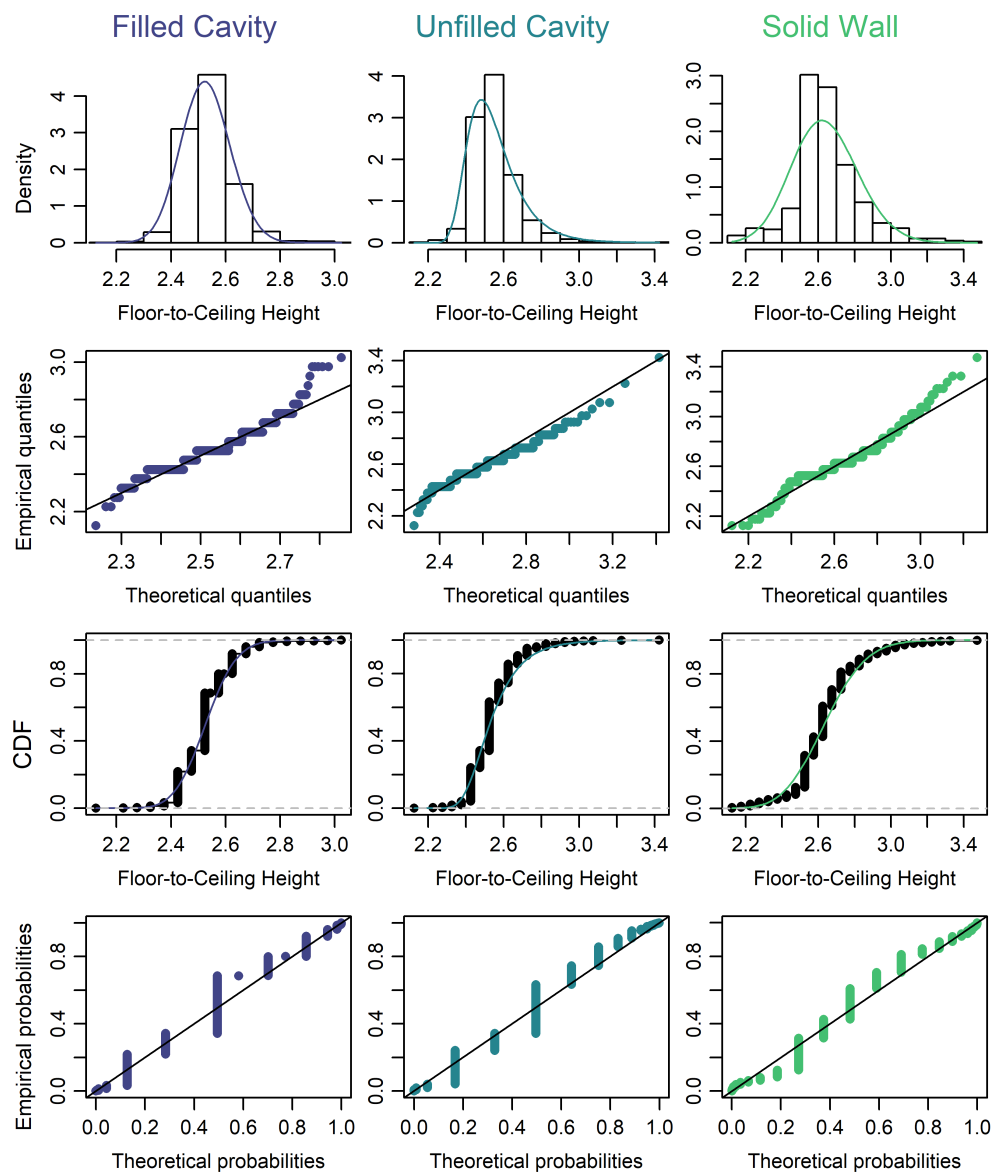 Filled Cavity Unfilled Cavity Solid Wall
Density
0 1 2 3 4
0 1 2 3 4
0.0 1.0 2.0 3.0
2.2 2.4 2.6 2.8 3.0
2.2 2.6 3.0 3.4
2.2 2.6 3.0 3.4
Floor-to-Ceiling Height Floor-to-Ceiling Height Floor-to-Ceiling Height
Empirical quantiles
2.2 2.6 3.0
2.2 2.6 3.0 3.4
2.2 2.6 3.0 3.4
2.3 2.5 2.7
2.4 2.6 2.8 3.0 3.2 3.4
2.2 2.6 3.0
Theoretical quantiles Theoretical quantiles Theoretical quantiles
CDF
0.0 0.4 0.8
0.0 0.4 0.8
0.0 0.4 0.8
2.2 2.4 2.6 2.8 3.0
2.2 2.6 3.0 3.4
2.2 2.6 3.0 3.4
Floor-to-Ceiling Height Floor-to-Ceiling Height Floor-to-Ceiling Height
Empirical probabilities
0.0 0.4 0.8
0.0 0.4 0.8
0.0 0.4 0.8
0.0 0.2 0.4 0.6 0.8 1.0
0.0 0.2 0.4 0.6 0.8 1.0
0.0 0.2 0.4 0.6 0.8 1.0
Theoretical probabilities Theoretical probabilities Theoretical probabilities